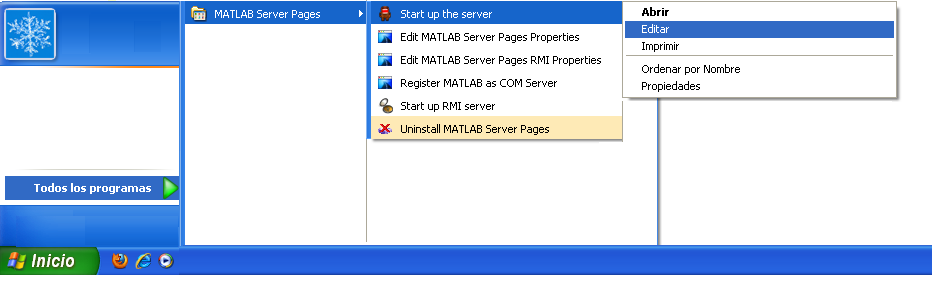 MATLAB Server Pages
Start up the server
Edit MATLAB Server Pages Properties
Edit MATLAB Server Pages RMI Properties
Register MATLAB as COM Server
Start up RMI server
Uninstall MATLAB Server Pages
Abrir
Editar
Imprimir
Ordenar por Nombre
Propiedades
Todos los programas
Inicio